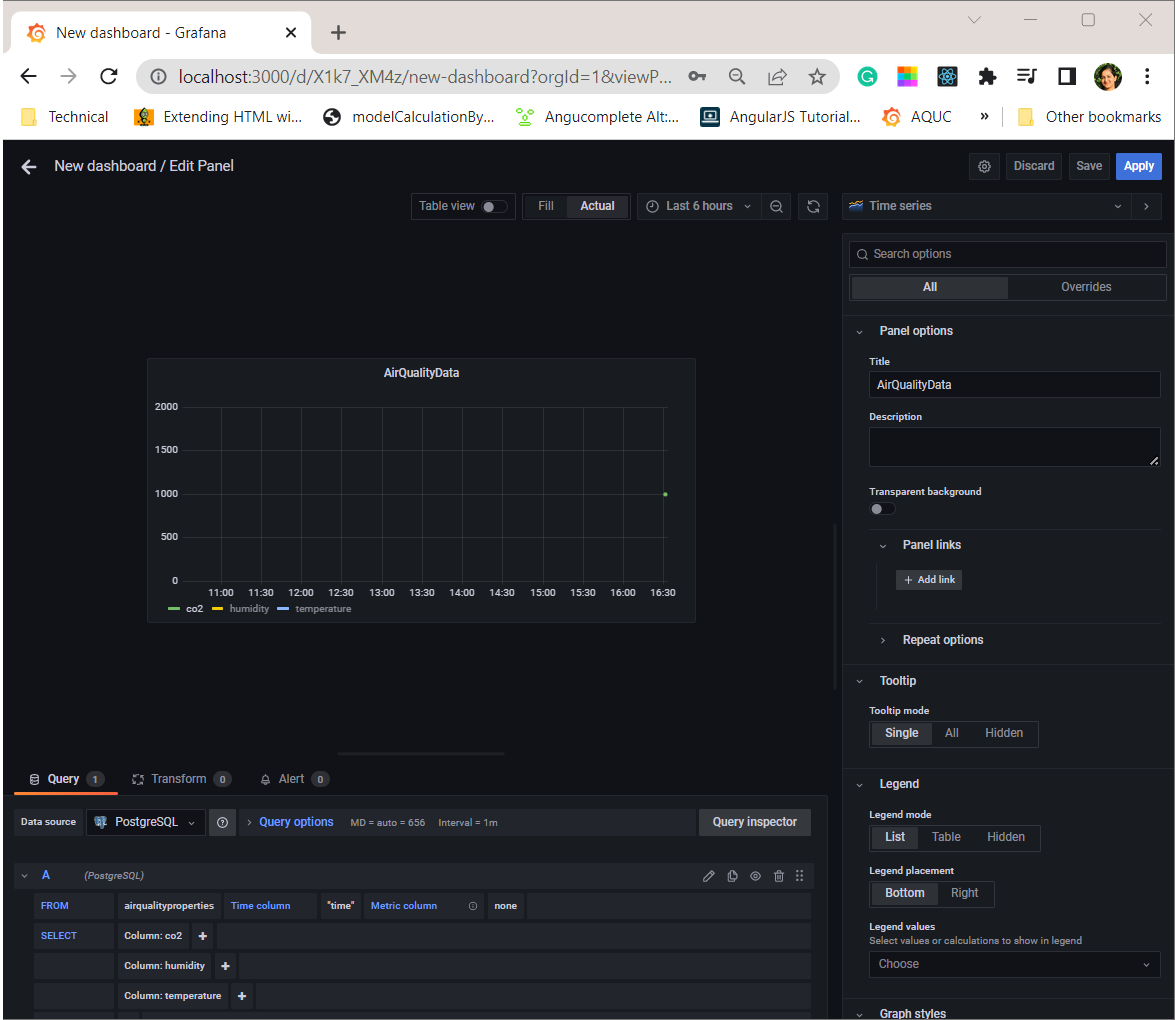 New dashboard - Grafana
localhost:3000/d/X1k7_XM4z/new-dashboard?orgId=1&viewP...
Technical Extending HTML wi... modelCalculationBy... Angucomplete Alt:... AngularJS Tutorial... AQUC » Other bookmarks
New dashboard / Edit Panel Discard Save Apply
Table view Fill Actual Last 6 hours Time series
Search options
All Overrides
Panel options
Title
AirQualityData
Description
Transparent background
Panel links
+ Add link
Repeat options
Tooltip
Tooltip mode
Single All Hidden
Legend
Legend mode
List Table Hidden
Legend placement
Bottom Right
Legend values
Select values or calculations to show in legend
Choose
Graph styles
AirQualityData
2000
1500
1000
500
0
11:00 11:30 12:00 12:30 13:00 13:30 14:00 14:30 15:00 15:30 16:00 16:30
co2 humidity temperature
Query 1 Transform 0 Alert 0
Data source PostgreSQL Query options MD = auto = 656 Interval = 1m Query inspector
A (PostgreSQL)
FROM airqualityproperties Time column "time" Metric column none
SELECT Column: co2 +
Column: humidity +
Column: temperature +